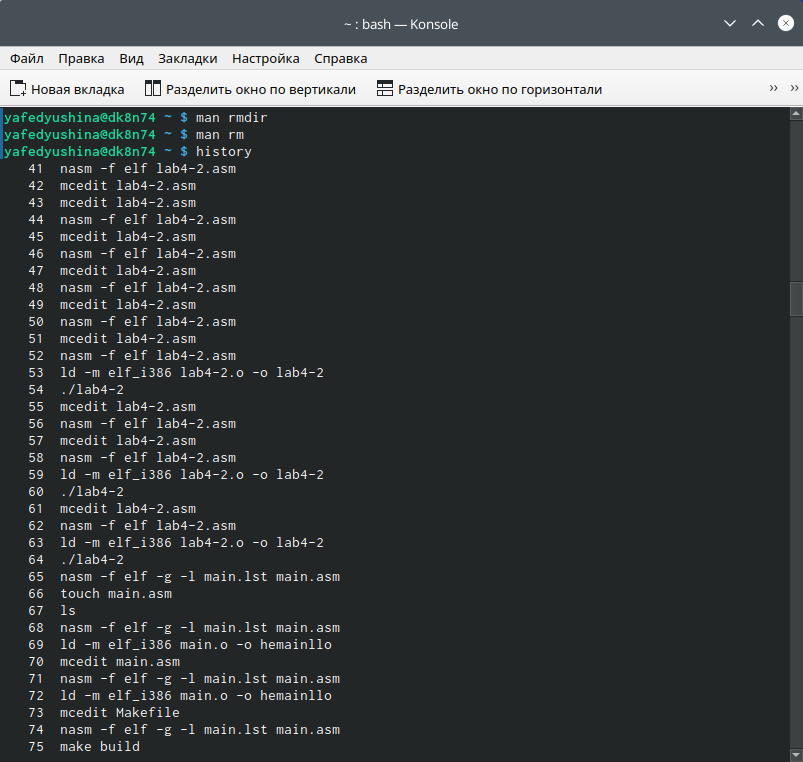 ~ : bash — Konsole
Файл Правка Вид Закладки Настройка Справка
Новая вкладка Разделить окно по вертикали Разделить окно по горизонтали
yafedyushina@dk8n74 ~ $ man rmdir
yafedyushina@dk8n74 ~ $ man rm
yafedyushina@dk8n74 ~ $ history
41 nasm -f elf lab4-2.asm
42 mcedit lab4-2.asm
43 mcedit lab4-2.asm
44 nasm -f elf lab4-2.asm
45 mcedit lab4-2.asm
46 nasm -f elf lab4-2.asm
47 mcedit lab4-2.asm
48 nasm -f elf lab4-2.asm
49 mcedit lab4-2.asm
50 nasm -f elf lab4-2.asm
51 mcedit lab4-2.asm
52 nasm -f elf lab4-2.asm
53 ld -m elf_i386 lab4-2.o -o lab4-2
54 ./lab4-2
55 mcedit lab4-2.asm
56 nasm -f elf lab4-2.asm
57 mcedit lab4-2.asm
58 nasm -f elf lab4-2.asm
59 ld -m elf_i386 lab4-2.o -o lab4-2
60 ./lab4-2
61 mcedit lab4-2.asm
62 nasm -f elf lab4-2.asm
63 ld -m elf_i386 lab4-2.o -o lab4-2
64 ./lab4-2
65 nasm -f elf -g -l main.lst main.asm
66 touch main.asm
67 ls
68 nasm -f elf -g -l main.lst main.asm
69 ld -m elf_i386 main.o -o hemainllo
70 mcedit main.asm
71 nasm -f elf -g -l main.lst main.asm
72 ld -m elf_i386 main.o -o hemainllo
73 mcedit Makefile
74 nasm -f elf -g -l main.lst main.asm
75 make build